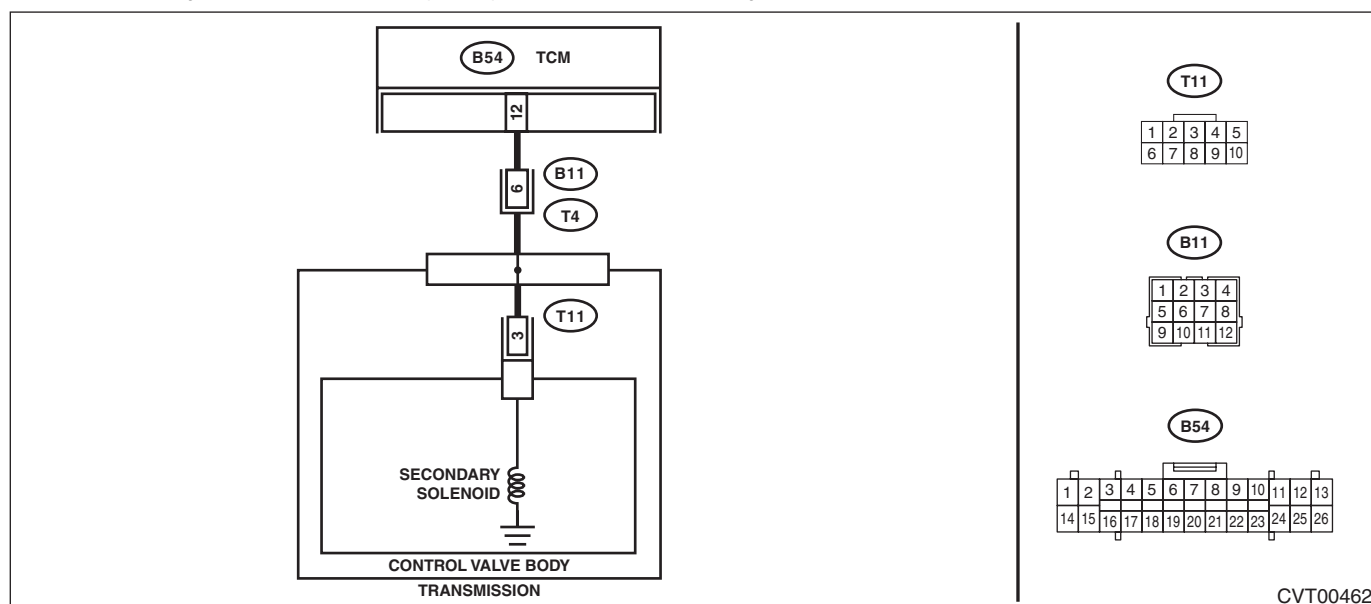 B54 TCM
12
B11
6
T4
T11
3
SECONDARY
SOLENOID
CONTROL VALVE BODY
TRANSMISSION
T11
1 2 3 4 5
6 7 8 9 10
B11
1 2 3 4
5 6 7 8
9 10 11 12
B54
1 2 3 4 5 6 7 8 9 10 11 12 13
14 15 16 17 18 19 20 21 22 23 24 25 26
CVT00462